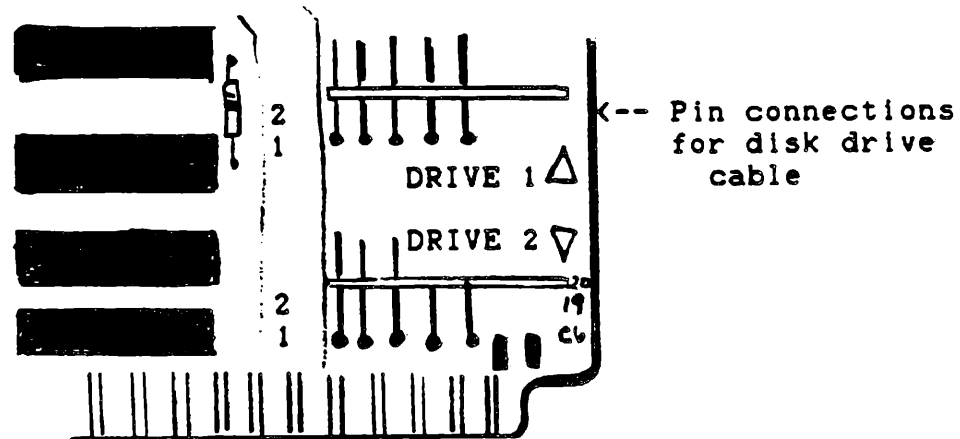 2
1
<-- Pin connections
for disk drive
cable
DRIVE 1
DRIVE 2
2
1
20
19
C6